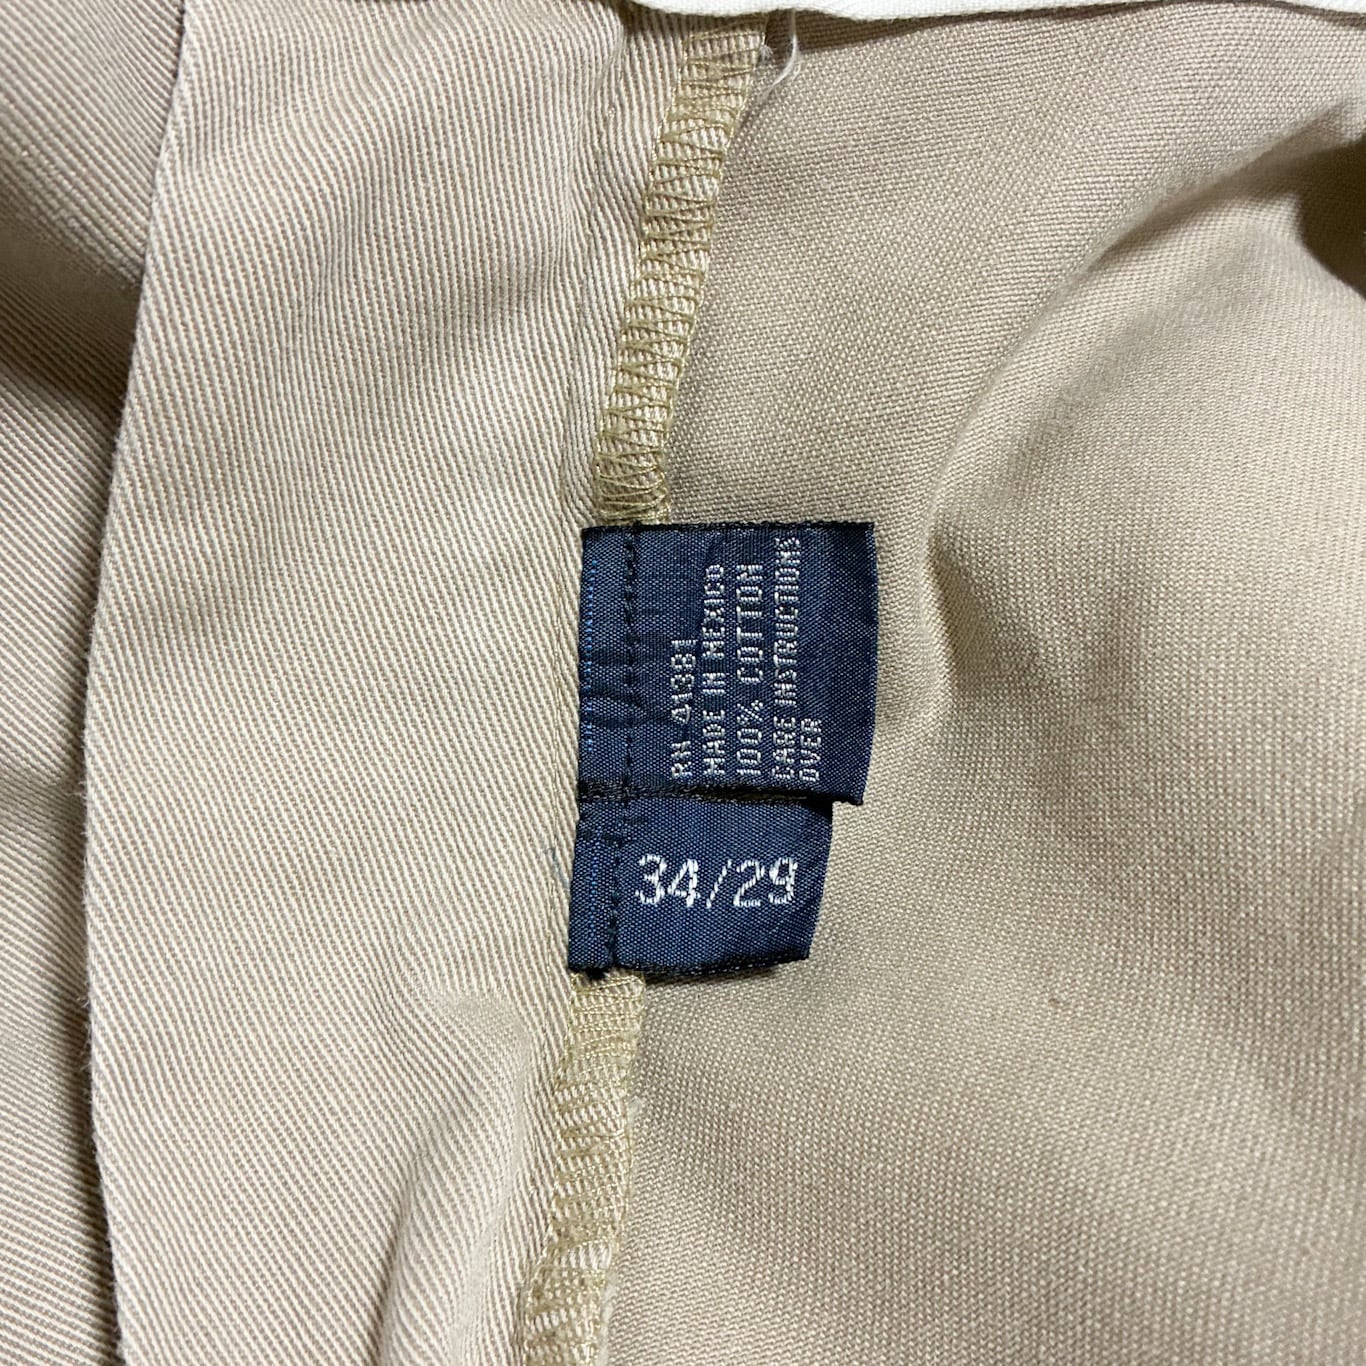 RN 41381
MADE IN MEXICO
100% COTTON
CARE INSTRUCTIONS
OVER
34/29